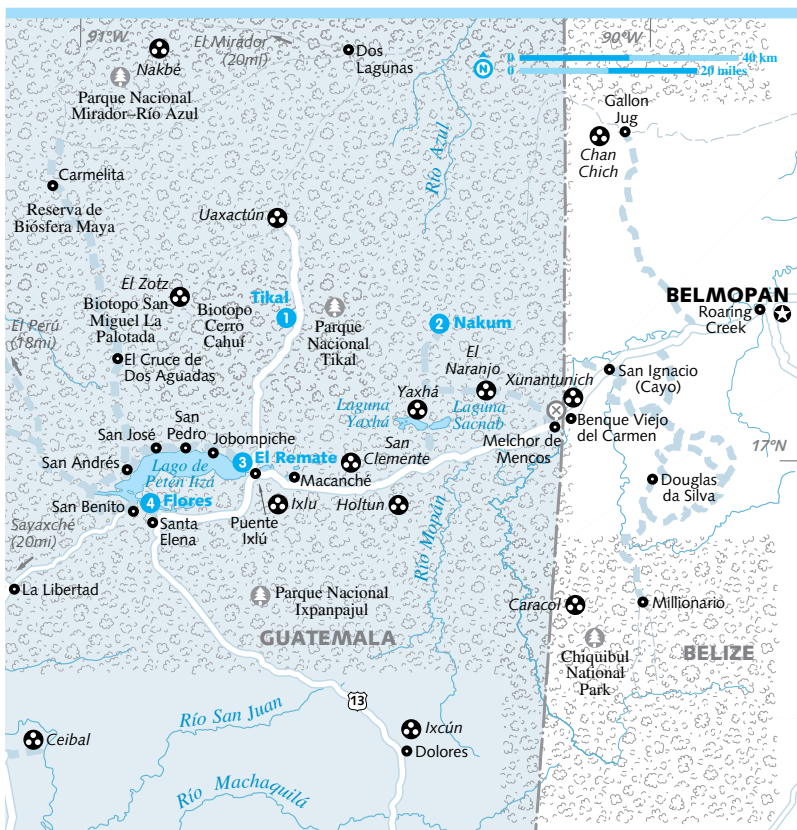 91°W
El Mirador
(20mi)
Nakbé
Dos
Lagunas
90°W
N
0
40 km
0
20 miles
Parque Nacional
Mirador–Río Azul
Río Azul
Gallon
Jug
Chan
Chich
Carmelita
Reserva de
Biósfera Maya
Uaxactún
El Zotz
Biotopo San
Miguel La
Palotada
Biotopo
Cerro
Cahuí
Tikal
1
Parque
Nacional
Tikal
2 Nakum
BELMOPAN
Roaring
Creek
El Perú
(18mi)
El Cruce de
Dos Aguadas
El
Naranjo
Yaxhá
Xunantunich
San Ignacio
(Cayo)
Laguna
Yaxhá
Laguna
Sacnab
Benque Viejo
del Carmen
Melchor de
Mencos
17°N
San José
San
Pedro
Jobompiche
San Andrés
Lago de
Petén Itzá
3 El Remate
San
Clemente
Macanché
Douglas
da Silva
San Benito
4 Flores
Santa
Elena
Puente
Ixlú
Ixlu
Holtun
Sayaxché
(20mi)
Río Mopán
La Libertad
Parque Nacional
Ixpanpajul
Caracol
Millionario
GUATEMALA
Chiquibul
National
Park
BELIZE
13
Río San Juan
Ixcún
Dolores
Ceibal
Río Machaquilá